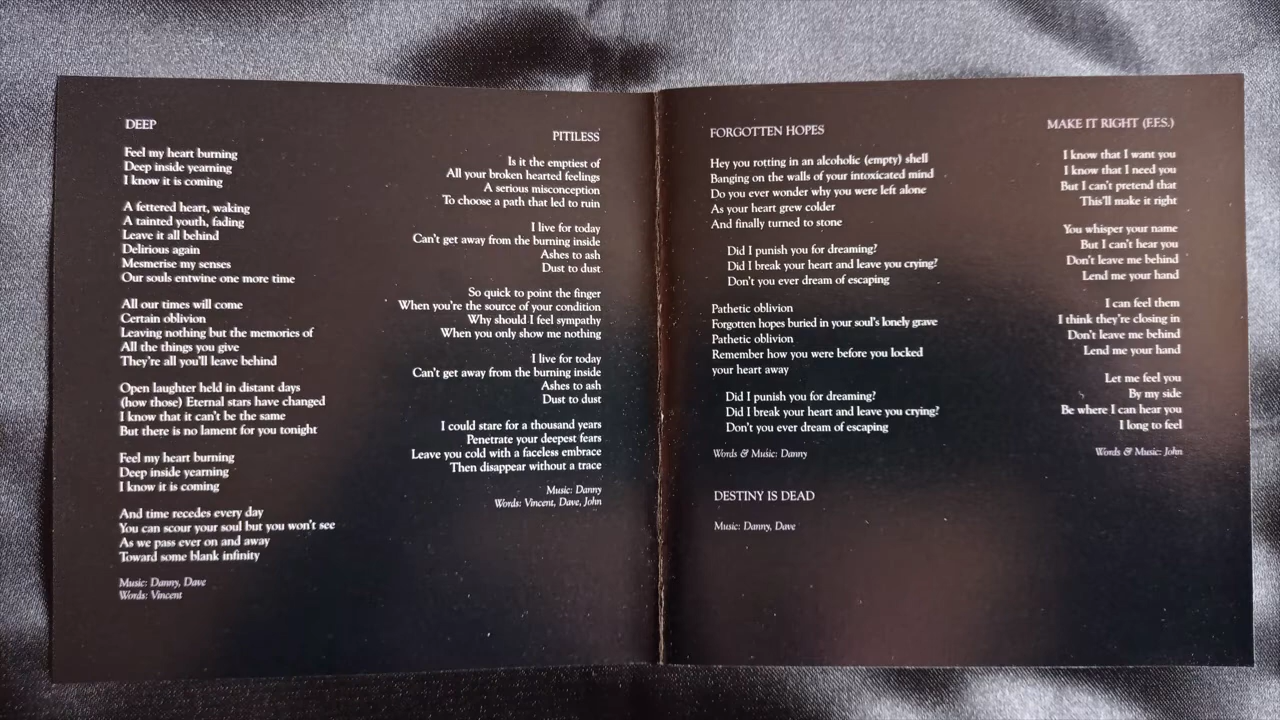 DEEP
Feel my heart burning
Deep inside yearning
I know it is coming
A fettered heart, waking
A tainted youth, fading
Leave it all behind
Delirious again
Mesmerise my senses
Our souls entwine one more time
All our times will come
Certain oblivion
Leaving nothing but the memories of
All the things you give
They're all you'll leave behind
Open laughter held in distant days
(how those) Eternal stars have changed
I know that it can't be the same
But there is no lament for you tonight
Feel my heart burning
Deep inside yearning
I know it is coming
And time recedes every day
You can scour your soul but you won't see
As we pass ever on and away
Toward some blank infinity
Music: Danny, Dave
Words: Vincent
PITILESS
Is it the emptiest of
All your broken hearted feelings
A serious misconception
To choose a path that led to ruin
I live for today
Can't get away from the burning inside
Ashes to ash
Dust to dust
So quick to point the finger
When you're the source of your condition
Why should I feel sympathy
When you only show me nothing
I live for today
Can't get away from the burning inside
Ashes to ash
Dust to dust
I could stare for a thousand years
Penetrate your deepest fears
Leave you cold with a faceless embrace
Then disappear without a trace
Music: Danny
Words: Vincent, Dave, John
FORGOTTEN HOPES
Hey you rotting in an alcoholic (empty) shell
Banging on the walls of your intoxicated mind
Do you ever wonder why you were left alone
As your heart grew colder
And finally turned to stone
Did I punish you for dreaming?
Did I break your heart and leave you crying?
Don't you ever dream of escaping
Pathetic oblivion
Forgotten hopes buried in your soul's lonely grave
Pathetic oblivion
Remember how you were before you locked
your heart away
Did I punish you for dreaming?
Did I break your heart and leave you crying?
Don't you ever dream of escaping
Words & Music: Danny
DESTINY IS DEAD
Music: Danny, Dave
MAKE IT RIGHT (F.F.S.)
I know that I want you
I know that I need you
But I can't pretend that
This'll make it right
You whisper your name
But I can't hear you
Don't leave me behind
Lend me your hand
I can feel them
I think they're closing in
Don't leave me behind
Lend me your hand
Let me feel you
By my side
Be where I can hear you
I long to feel
Words & Music: John